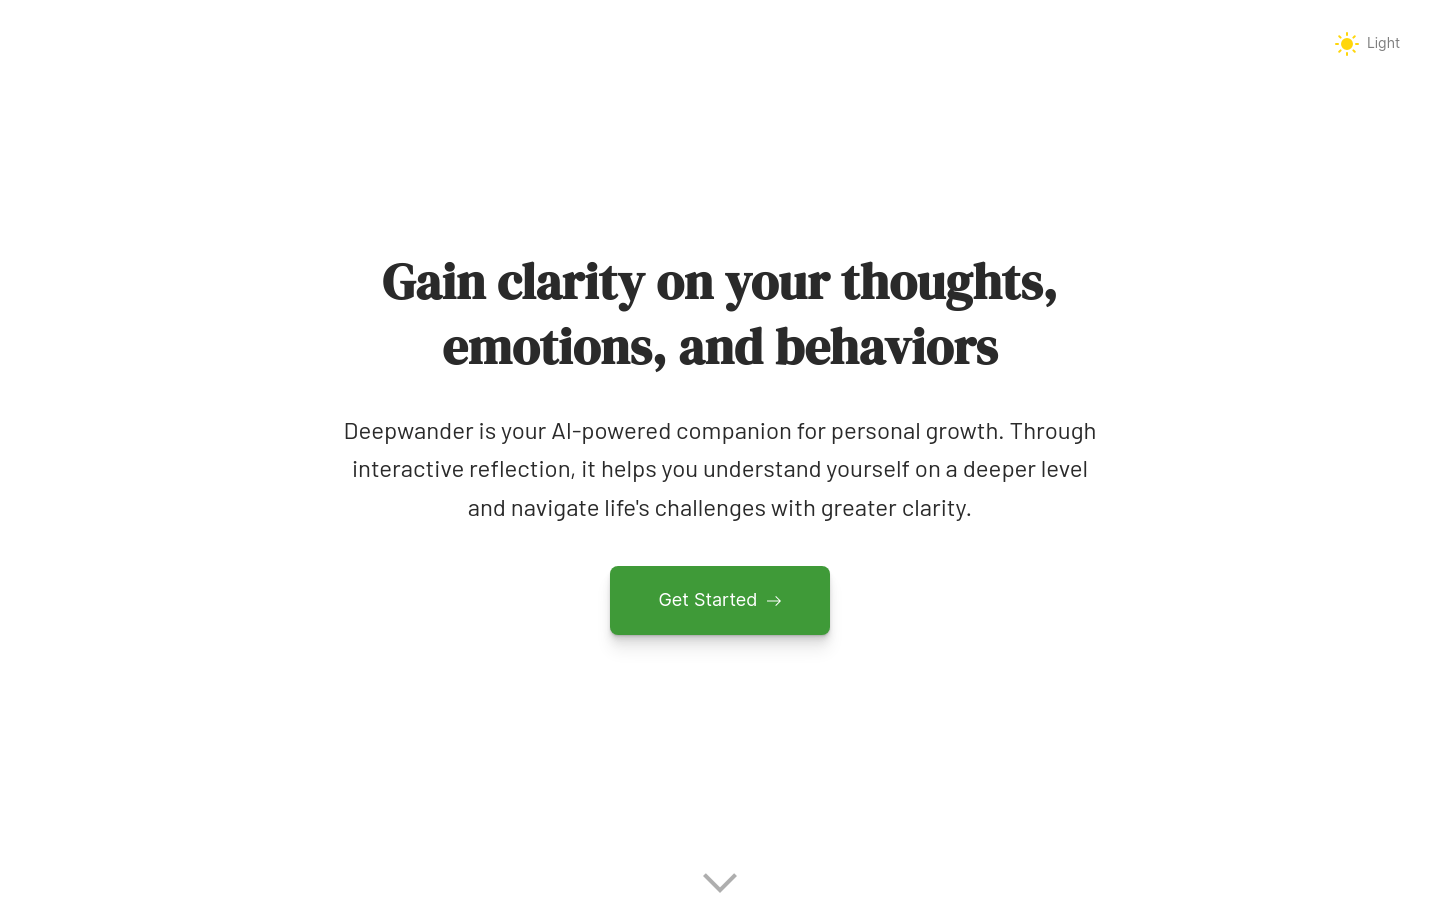 Light
Gain clarity on your thoughts,
emotions, and behaviors
Deepwander is your AI-powered companion for personal growth. Through
interactive reflection, it helps you understand yourself on a deeper level
and navigate life's challenges with greater clarity.
Get Started →